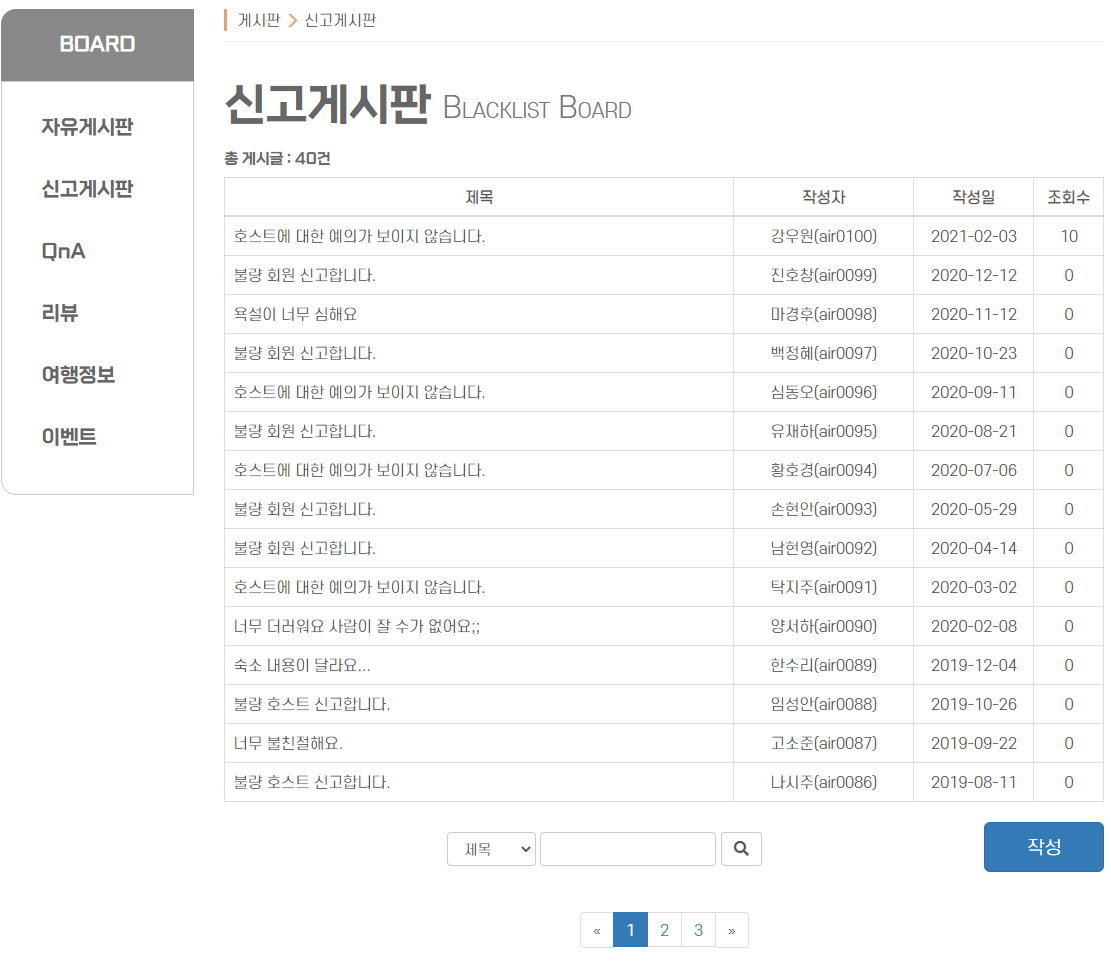 BOARD
자유게시판
신고게시판
QnA
리뷰
여행정보
이벤트
게시판 > 신고게시판
신고게시판 Blacklist Board
총 게시글 : 40건
제목 작성자 작성일 조회수
호스트에 대한 예의가 보이지 않습니다. 강우원(air0100) 2021-02-03 10
불량 회원 신고합니다. 진호창(air0099) 2020-12-12 0
욕설이 너무 심해요 마경후(air0098) 2020-11-12 0
불량 회원 신고합니다. 백정혜(air0097) 2020-10-23 0
호스트에 대한 예의가 보이지 않습니다. 심동오(air0096) 2020-09-11 0
불량 회원 신고합니다. 유재하(air0095) 2020-08-21 0
호스트에 대한 예의가 보이지 않습니다. 황호경(air0094) 2020-07-06 0
불량 회원 신고합니다. 손현안(air0093) 2020-05-29 0
불량 회원 신고합니다. 남현영(air0092) 2020-04-14 0
호스트에 대한 예의가 보이지 않습니다. 탁지주(air0091) 2020-03-02 0
너무 더러워요 사람이 잘 수가 없어요;; 양서하(air0090) 2020-02-08 0
숙소 내용이 달라요... 한수리(air0089) 2019-12-04 0
불량 호스트 신고합니다. 임성안(air0088) 2019-10-26 0
너무 불친절해요. 고소준(air0087) 2019-09-22 0
불량 호스트 신고합니다. 나시주(air0086) 2019-08-11 0
제목
작성
« 1 2 3 »